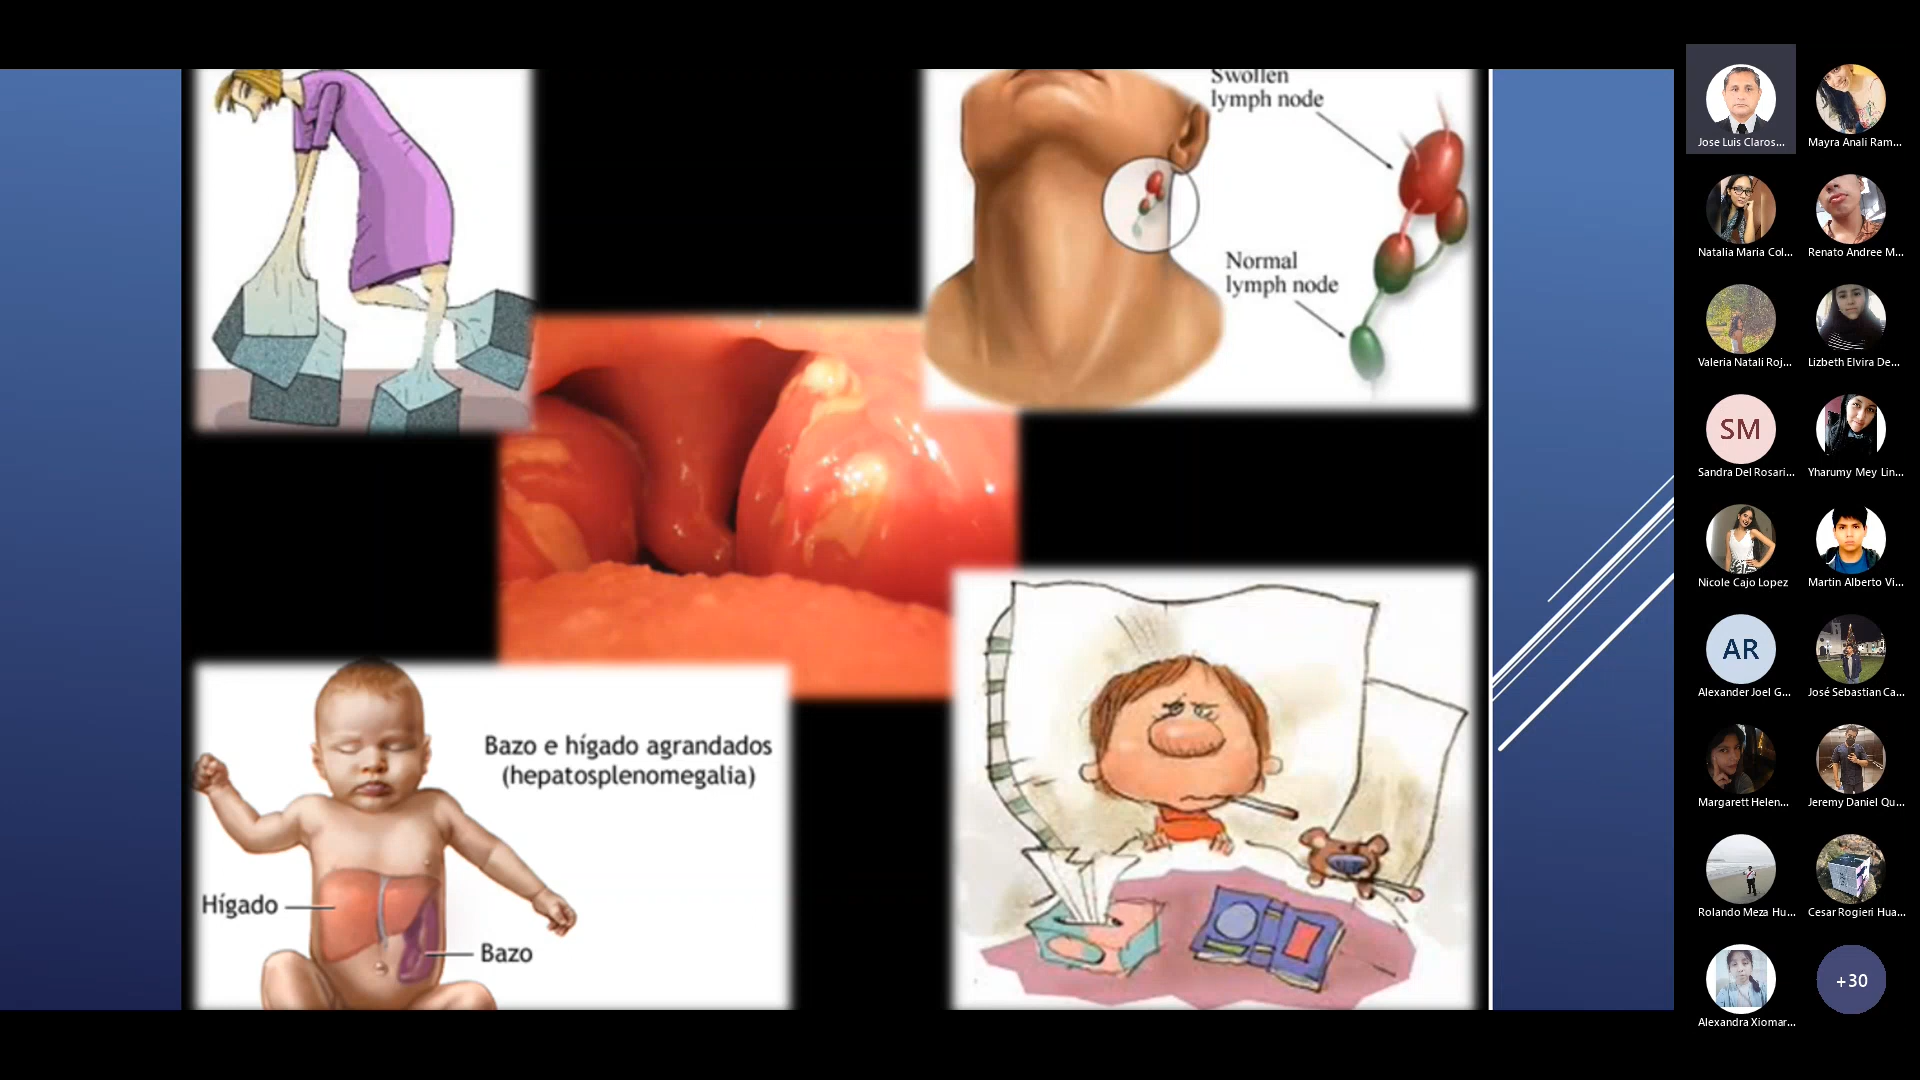 Swollen
lymph node
Normal
lymph node
Bazo e hígado agrandados
(hepatosplenomegalia)
Hígado
Bazo
Jose Luis Claros...
Mayra Anali Ram...
Natalia Maria Col...
Renato Andree M...
Valeria Natali Roj...
Lizbeth Elvira De...
SM
Sandra Del Rosari...
Yharumy Mey Lin...
Nicole Cajo Lopez
Martin Alberto Vi...
AR
Alexander Joel G...
José Sebastian Ca...
Margarett Helen...
Jeremy Daniel Qu...
Rolando Meza Hu...
Cesar Rogieri Hua...
Alexandra Xiomar...
+30